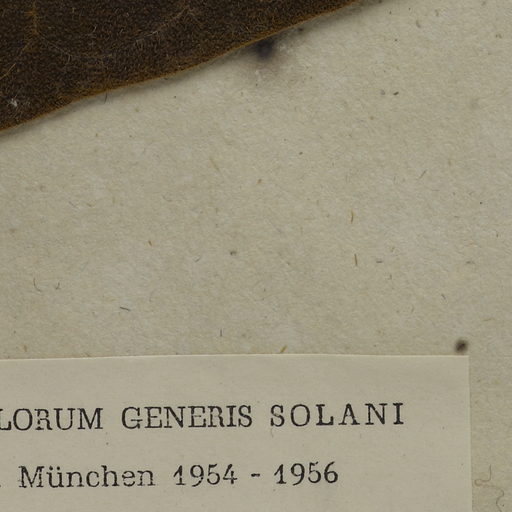 LORUM GENERIS SOLANI
München 1954 - 1956